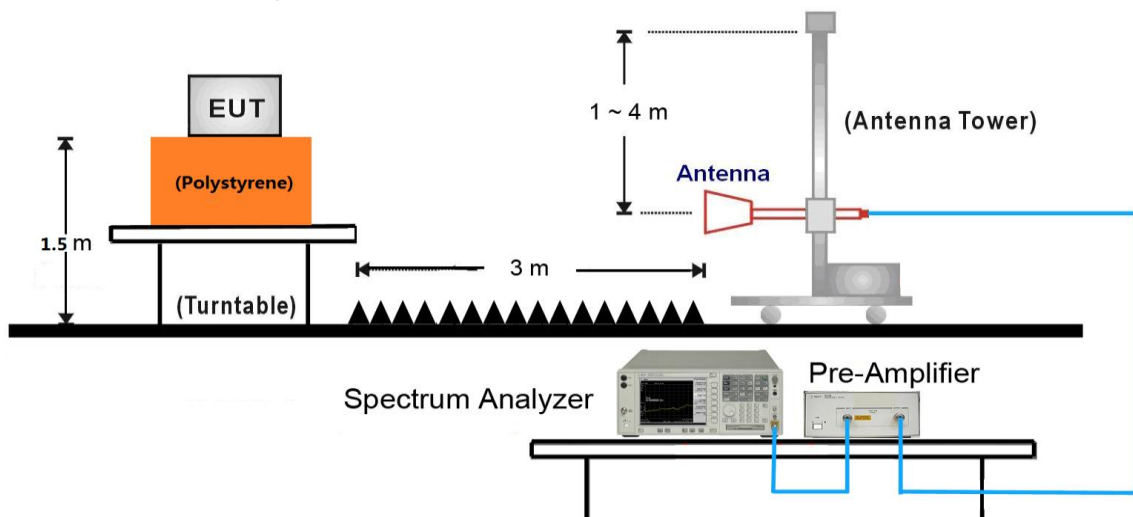 EUT
(Polystyrene)
1.5 m
(Turntable)
3 m
1 ~ 4 m
Antenna
(Antenna Tower)
Spectrum Analyzer
Pre-Amplifier